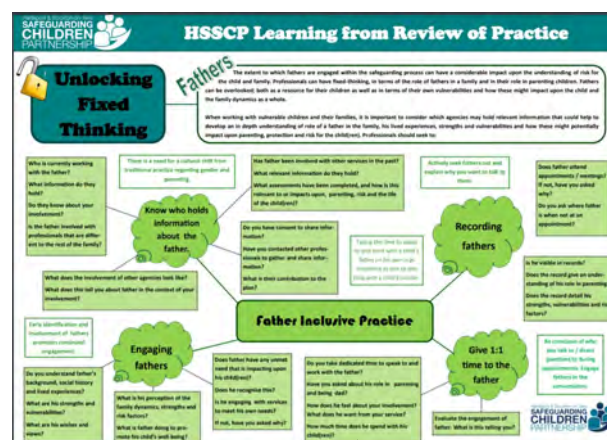 SAFEGUARDING
CHILDREN
PARTNERSHIP
HSSCP Learning from Review of Practice
Unlocking
Fixed
Thinking
Fathers
The extent to which fathers are engaged within the safeguarding process can have a considerable impact upon the understanding of risk for
the child and family. Professionals can have fixed-thinking, in terms of the role of fathers in a family and in their role in parenting children. Fathers
can be overlooked; both as a resource for their children as well as in terms of their own vulnerabilities and how these might impact upon the child and
the family dynamics as a whole.
When working with vulnerable children and their families, it is important to consider which agencies may hold relevant information that could help to
develop an in depth understanding of role of a father in the family, his lived experiences, strengths and vulnerabilities and how these might potentially
impact upon parenting, protection and risk for the child(ren). Professionals should seek to:
Who is currently working
with the father?
What information do they
hold?
Do they know about your
involvement?
Is the father involved with
professionals that are differ-
ent to the rest of the family?
There is a need for a cultural shift from
traditional practice regarding gender and
parenting.
Has father been involved with other services in the past?
What relevant information do they hold?
What assessments have been completed, and how is this
relevant to or impacts upon, parenting, risk and the life
of the child(ren)?
Actively seek fathers out and
explain why you want to talk to
them.
Does father attend
appointments / meetings?
If not, have you asked
why?
Do you ask where father
is when not at an
appointment?
Know who holds
information
about the
father.
Do you have consent to share infor-
mation?
Have you contacted other profes-
sionals to gather and share infor-
mation?
What is their contribution to the
plan?
Recording
fathers
What does the involvement of other agencies look like?
What does this tell you about father in the context of your
involvement?
Is he visible in records?
Does the record give an under-
standing of his role in parenting?
Does the record detail his
strengths, vulnerabilities and risk
factors?
Father Inclusive Practice
Early identification and
involvement of fathers
promotes continued
engagement.
Engaging
fathers
Give 1:1
time to the
father
Be conscious of who
you talk to / direct
questions to during
appointments. Engage
fathers in the
conversations.
Do you understand father's
background, social history
and lived experiences?
What are his strengths and
vulnerabilities?
What are his wishes and
views?
What is his perception of the
family dynamics, strengths
and risk factors?
What is father doing to pro-
mote his child's well being?
Does father have any unmet
need that is impacting upon
his child(ren)?
Does he recognise this?
Is he engaging with services
to meet his own needs?
If not, have you asked why?
Do you take dedicated time to speak to and
work with the father?
Have you asked about his role in parenting
and being dad?
How does he feel about your involvement?
What does he want from your service?
How much time does he spend with his
child(ren)?
Evaluate the engagement of
father. What is this telling you?
SAFEGUARDING
CHILDREN
PARTNERSHIP